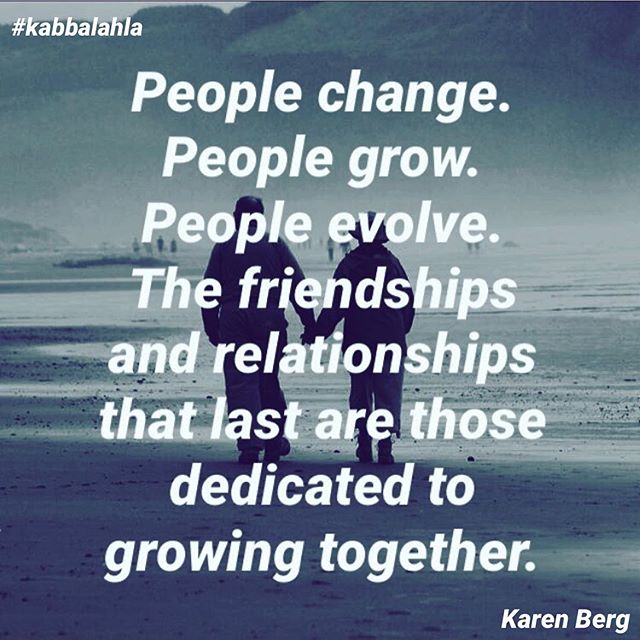 #kabbalahla
People change.
People grow.
People evolve.
The friendships
and relationships
that last are those
dedicated to
growing together.
Karen Berg